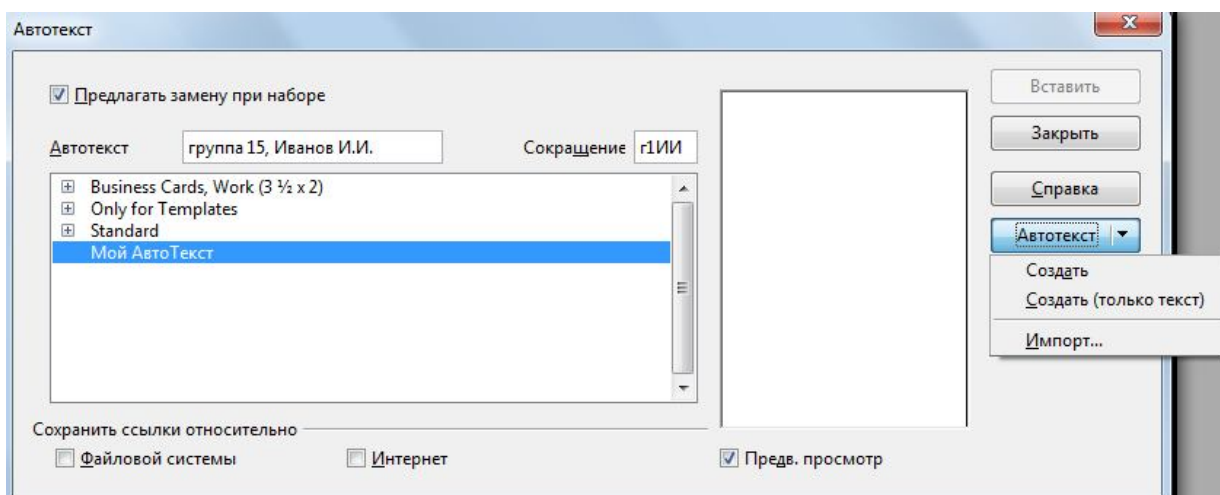 Автотекст
Предлагать замену при наборе
Автотекст группа 15, Иванов И.И. Сокращение г1ИИ
Business Cards, Work (3 ½ x 2)
Only for Templates
Standard
Мой АвтоТекст
Сохранить ссылки относительно
Файловой системы Интернет Предв. просмотр
Вставить
Закрыть
Справка
Автотекст
Создать
Создать (только текст)
Импорт...